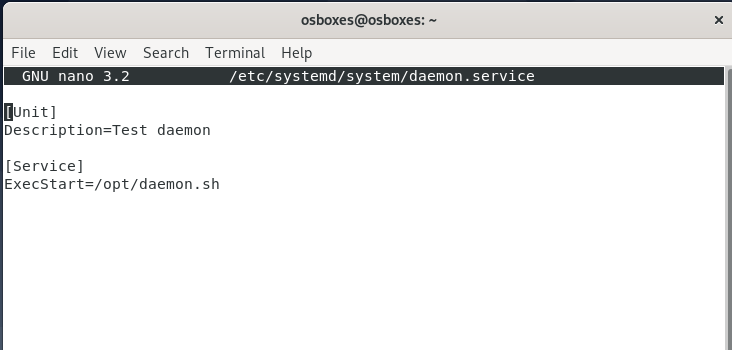 osboxes@osboxes: ~ ×
File Edit View Search Terminal Help
GNU nano 3.2 /etc/systemd/system/daemon.service
[Unit]
Description=Test daemon
[Service]
ExecStart=/opt/daemon.sh